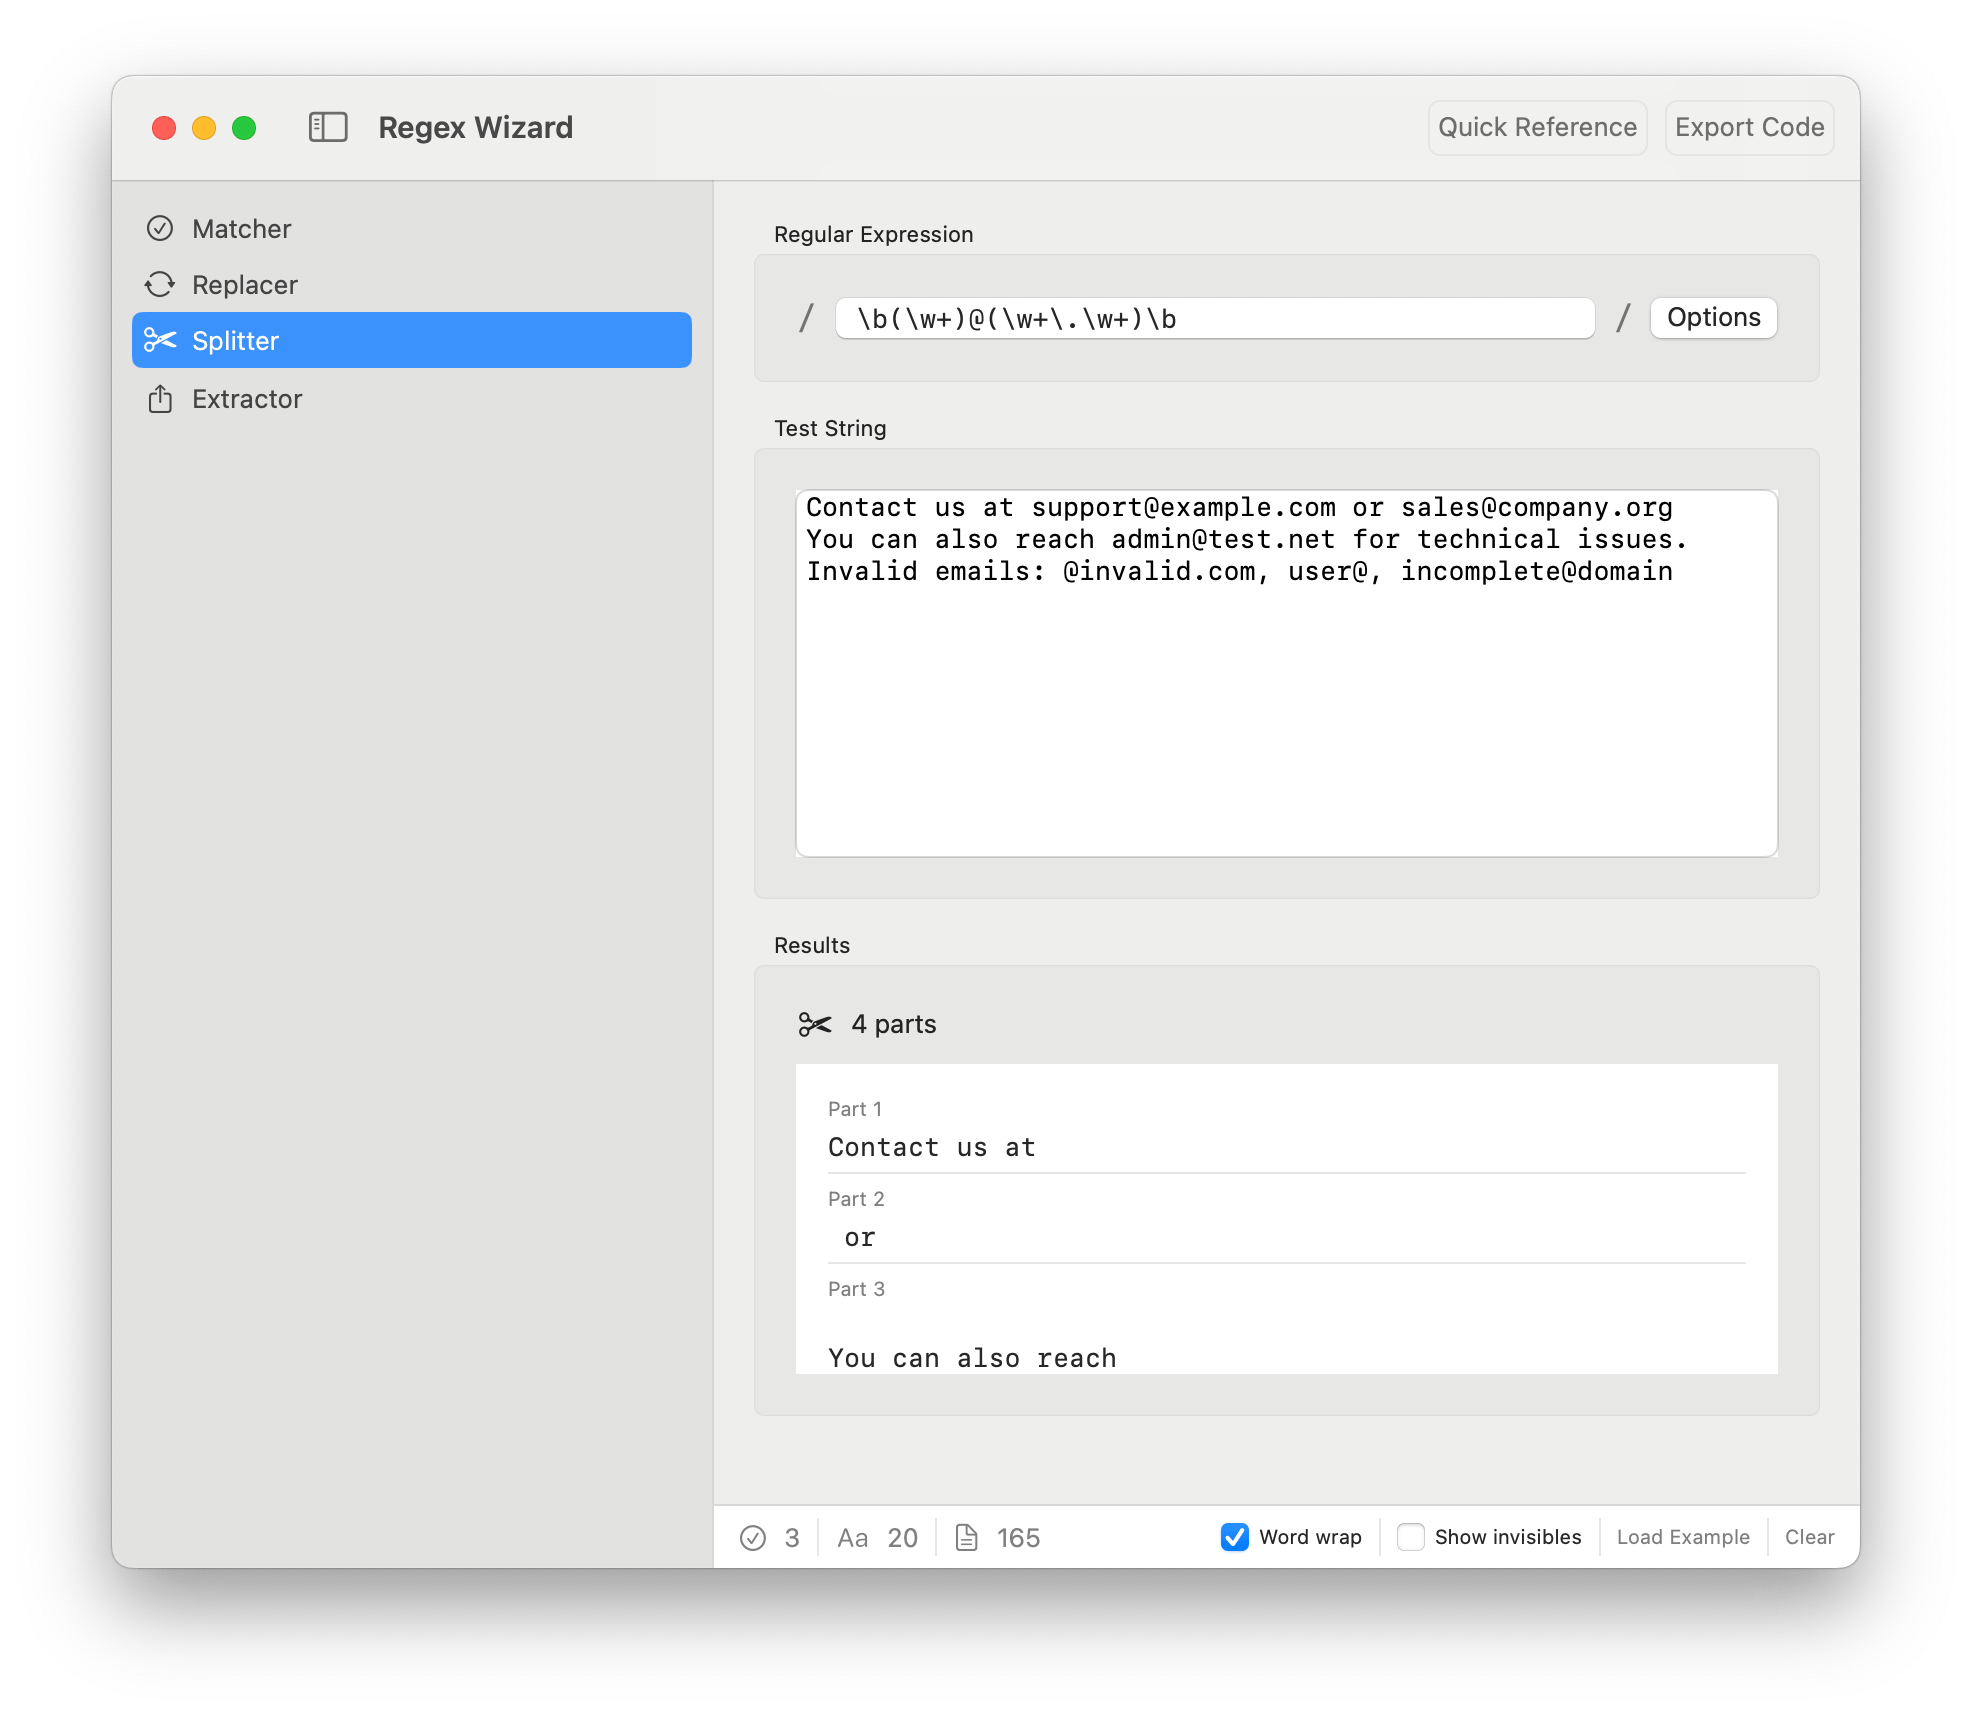 Regex Wizard
Quick Reference
Export Code
Matcher
Replacer
Splitter
Extractor
Regular Expression
/ \b(\w+)@(\w+\.\w+)\b / Options
Test String
Contact us at support@example.com or sales@company.org
You can also reach admin@test.net for technical issues.
Invalid emails: @invalid.com, user@, incomplete@domain
Results
4 parts
Part 1
Contact us at
Part 2
or
Part 3
You can also reach
3 Aa 20 165 Word wrap Show invisibles Load Example Clear